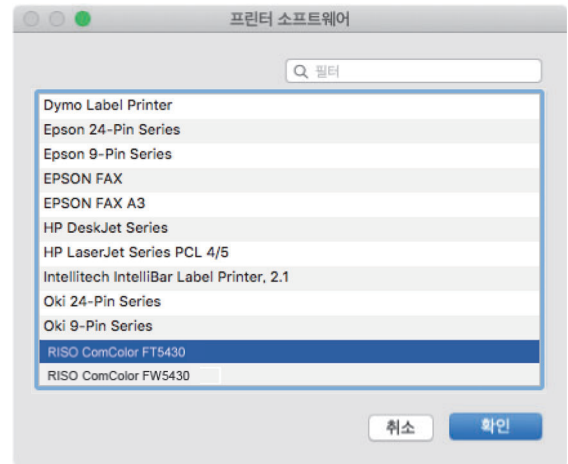 프린터 소프트웨어
필터
Dymo Label Printer
Epson 24-Pin Series
Epson 9-Pin Series
EPSON FAX
EPSON FAX A3
HP DeskJet Series
HP LaserJet Series PCL 4/5
Intellitech IntelliBar Label Printer, 2.1
Oki 24-Pin Series
Oki 9-Pin Series
RISO ComColor FT5430
RISO ComColor FW5430
취소 확인